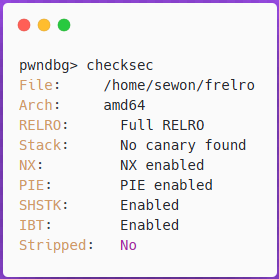 pwndbg> checksec
File:     /home/sewon/frelro
Arch:     amd64
RELRO:      Full RELRO
Stack:      No canary found
NX:         NX enabled
PIE:        PIE enabled
SHSTK:      Enabled
IBT:        Enabled
Stripped:   No